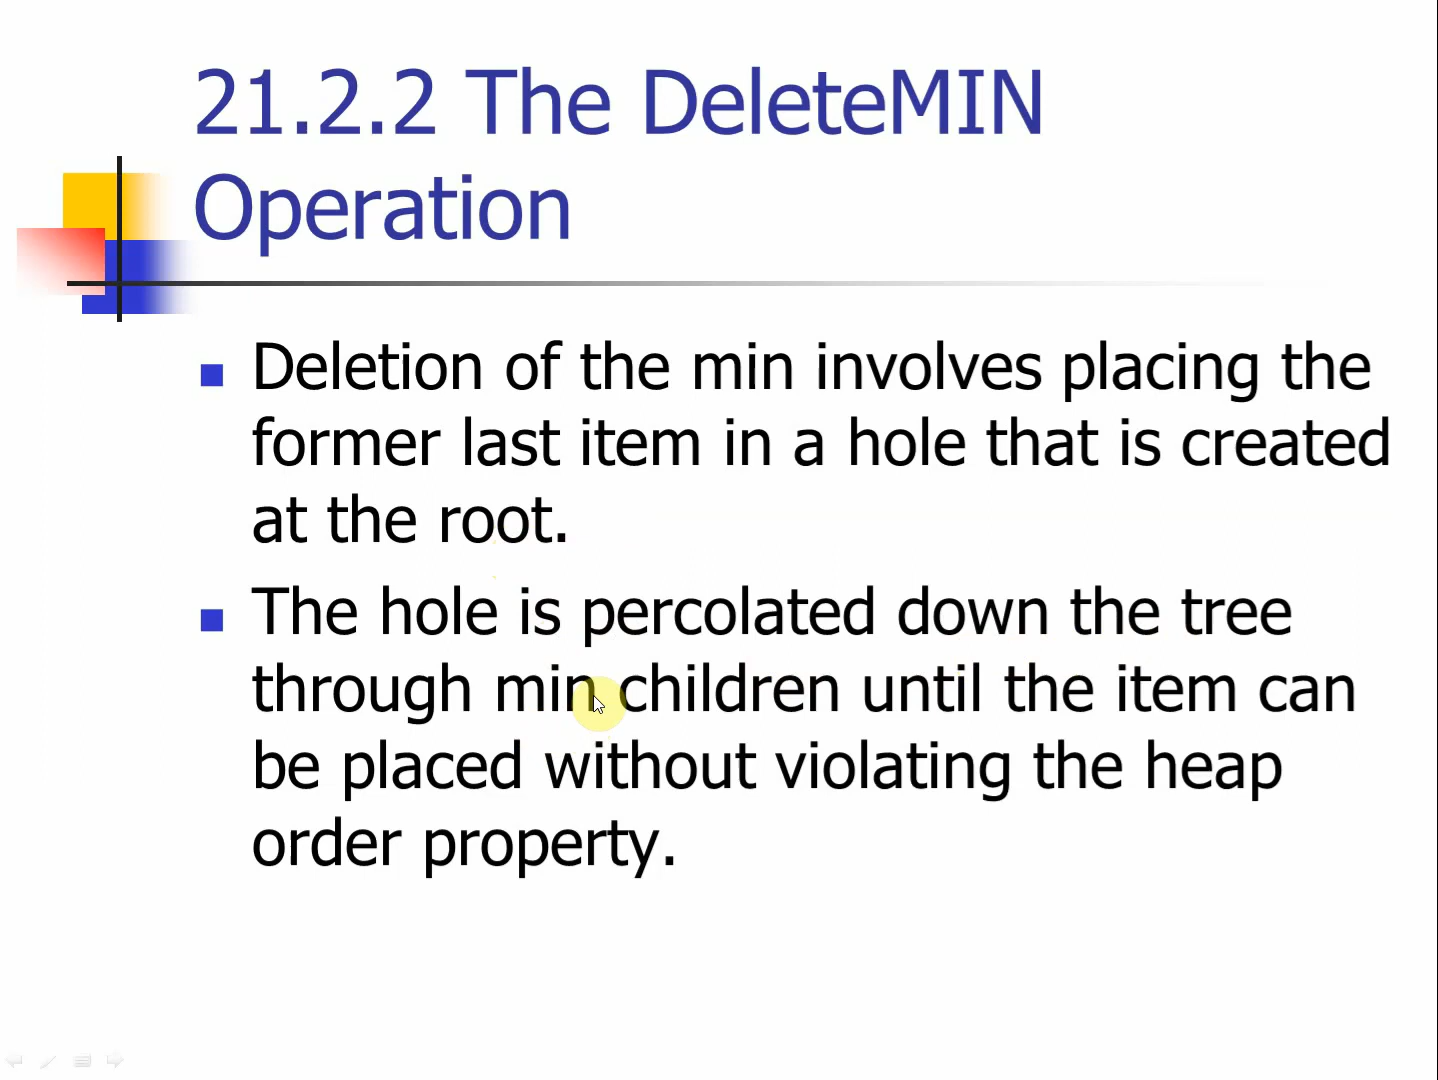 21.2.2 The DeleteMIN
Operation
Deletion of the min involves placing the
former last item in a hole that is created
at the root.
The hole is percolated down the tree
through min children until the item can
be placed without violating the heap
order property.